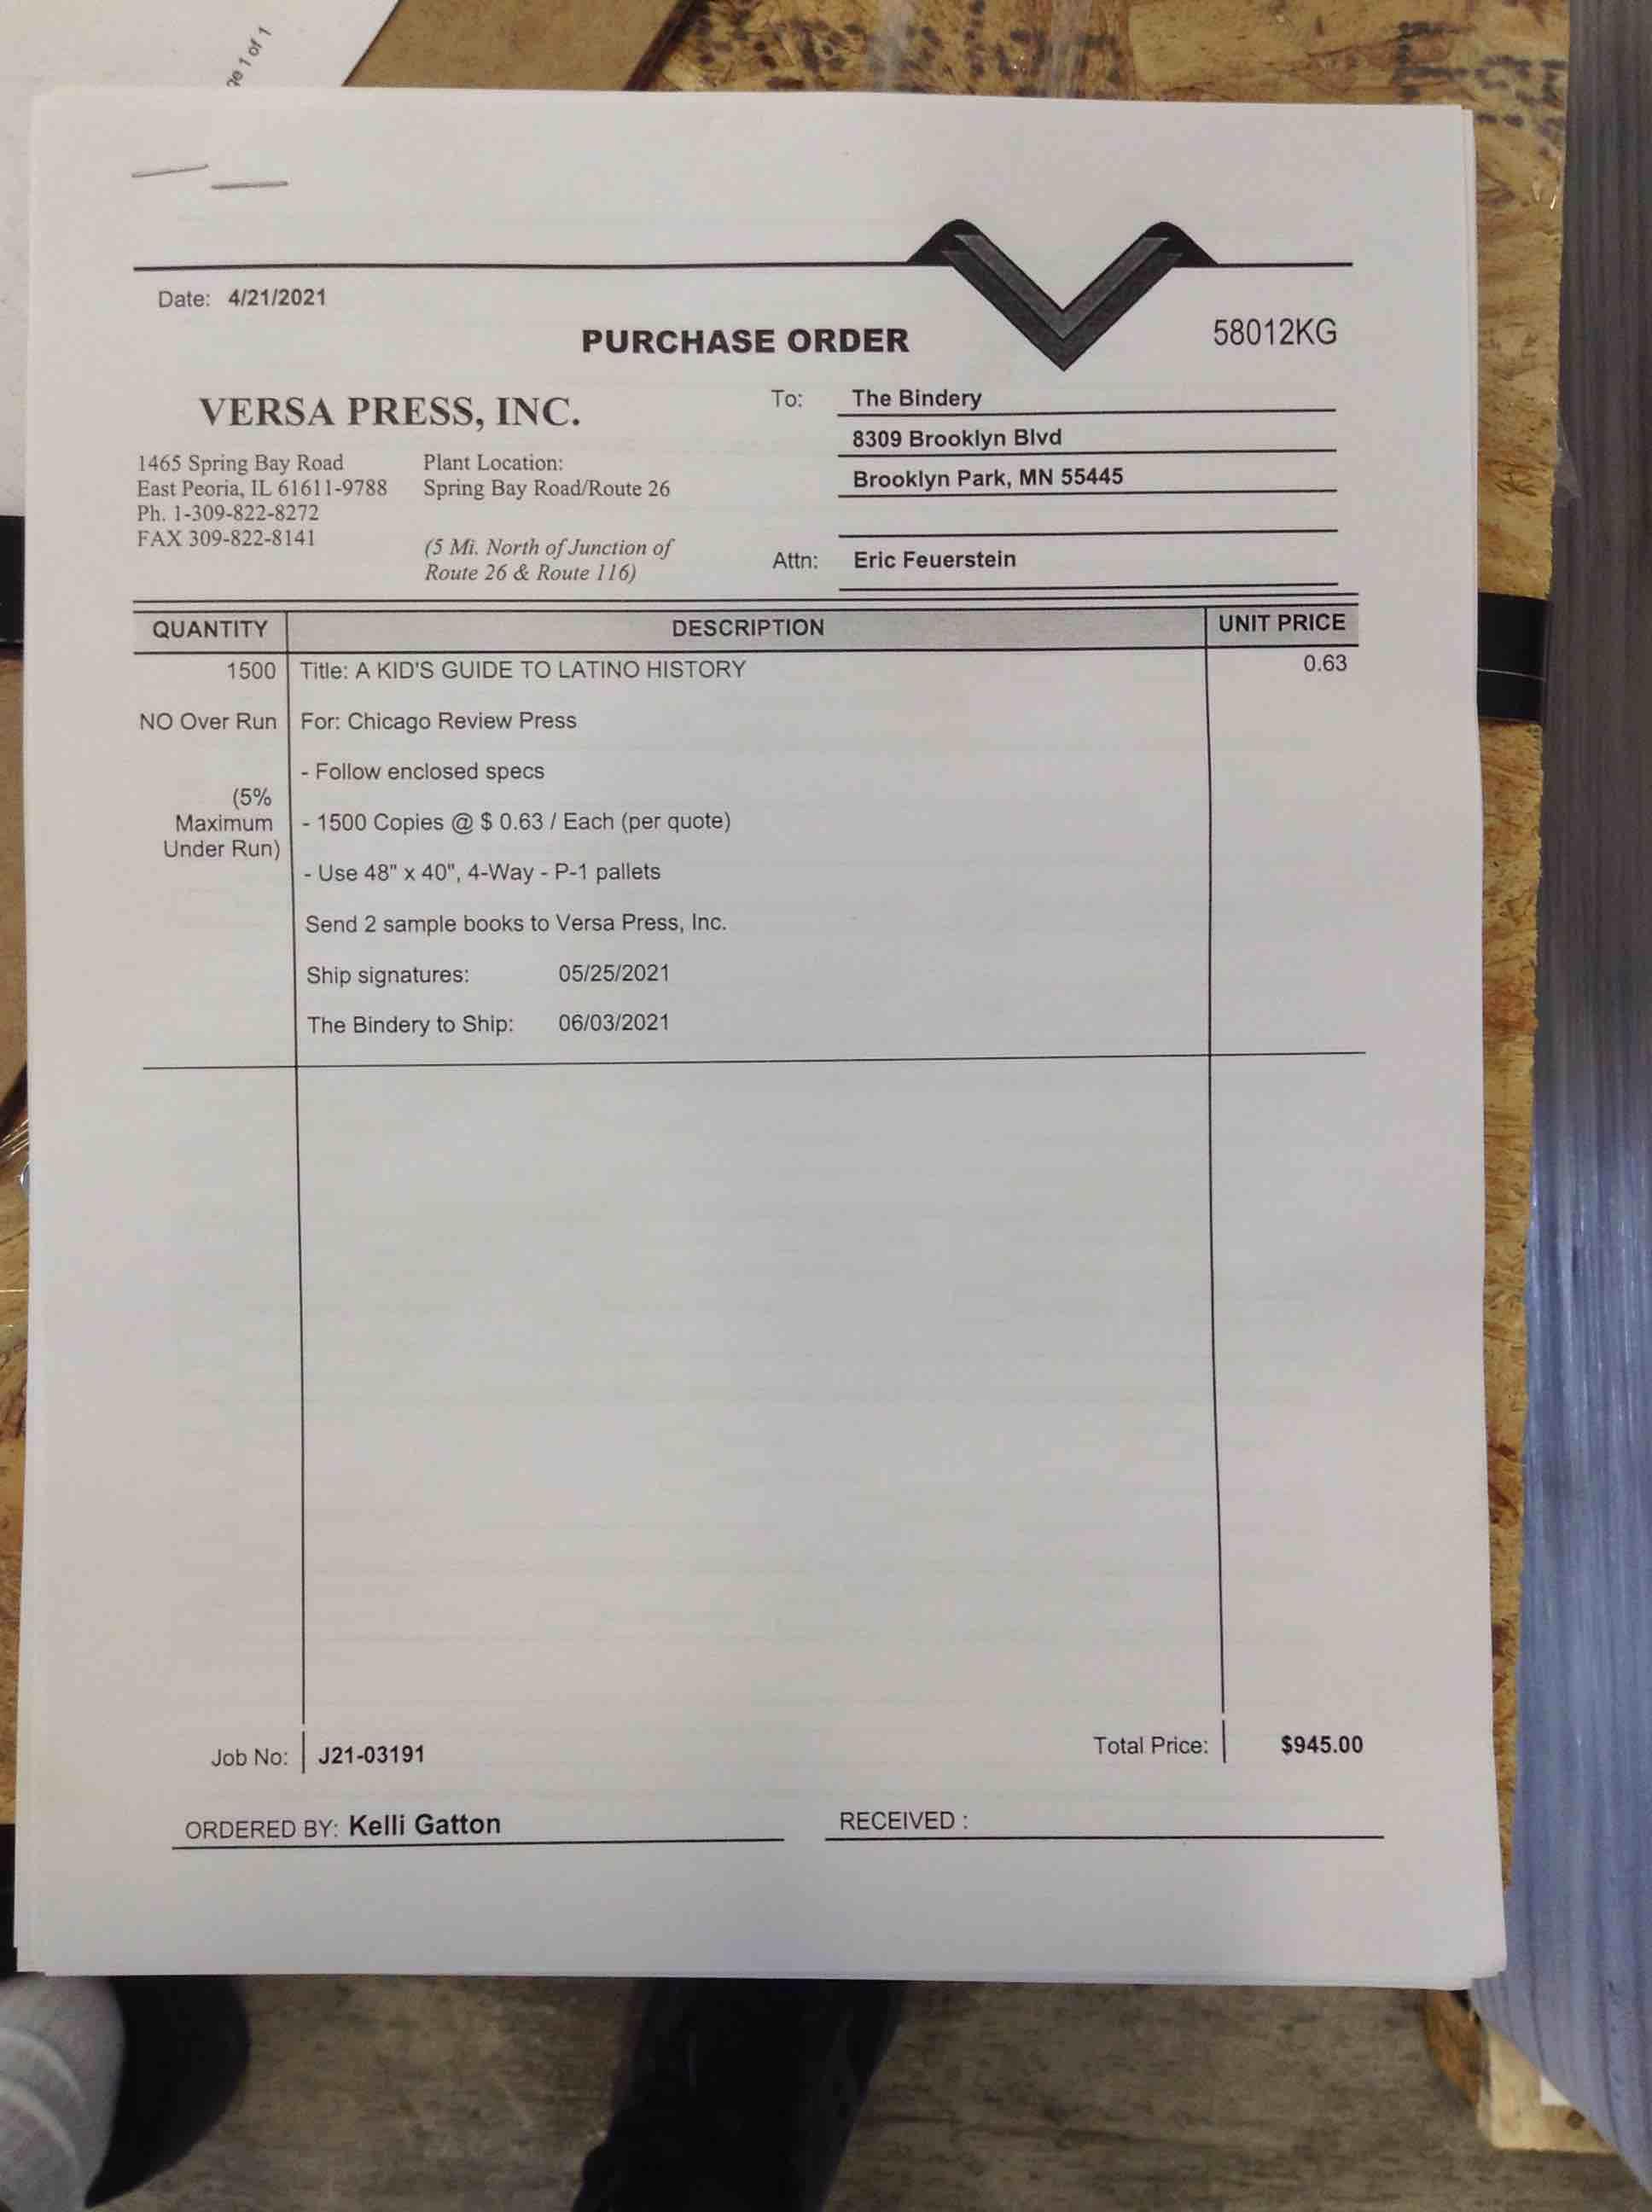 ge 1 of 1
Date: 4/21/2021
PURCHASE ORDER
58012KG
VERSA PRESS, INC.
1465 Spring Bay Road
East Peoria, IL 61611-9788
Ph. 1-309-822-8272
FAX 309-822-8141
Plant Location:
Spring Bay Road/Route 26
(5 Mi. North of Junction of
Route 26 & Route 116)
To: The Bindery
8309 Brooklyn Blvd
Brooklyn Park, MN 55445
Attn: Eric Feuerstein
QUANTITY DESCRIPTION UNIT PRICE
1500 Title: A KID'S GUIDE TO LATINO HISTORY 0.63
NO Over Run For: Chicago Review Press
- Follow enclosed specs
(5%
Maximum - 1500 Copies @ $ 0.63 / Each (per quote)
Under Run)
- Use 48" x 40", 4-Way - P-1 pallets
Send 2 sample books to Versa Press, Inc.
Ship signatures: 05/25/2021
The Bindery to Ship: 06/03/2021
Job No: J21-03191 Total Price: $945.00
ORDERED BY: Kelli Gatton RECEIVED :